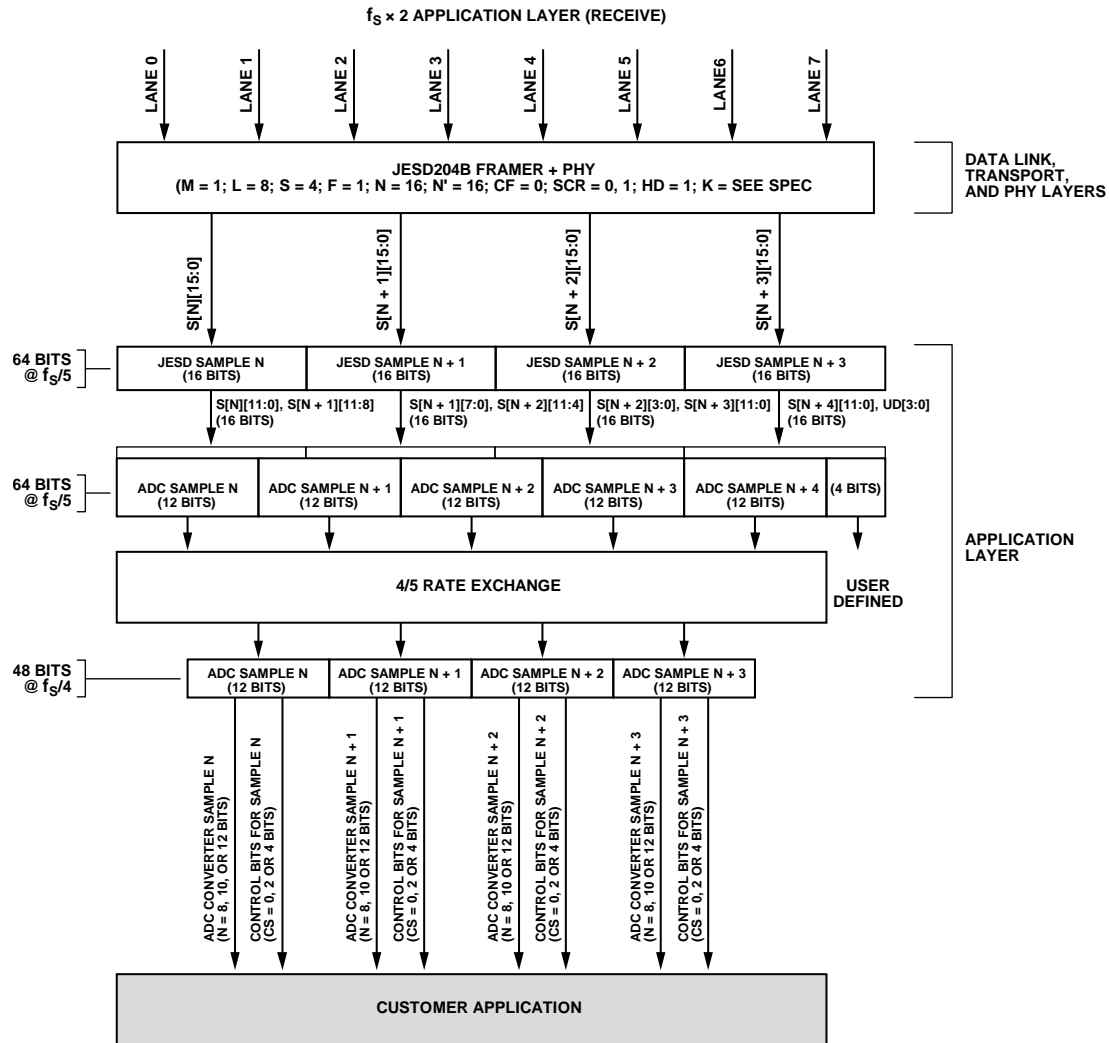 fS × 2 APPLICATION LAYER (RECEIVE)
LANE 0
LANE 1
LANE 2
LANE 3
LANE 4
LANE 5
LANE6
LANE 7
JESD204B FRAMER + PHY
(M = 1; L = 8; S = 4; F = 1; N = 16; N' = 16; CF = 0; SCR = 0, 1; HD = 1; K = SEE SPEC
DATA LINK,
TRANSPORT,
AND PHY LAYERS
S[N][15:0]
S[N + 1][15:0]
S[N + 2][15:0]
S[N + 3][15:0]
64 BITS
@ fS/5
JESD SAMPLE N
(16 BITS)
JESD SAMPLE N + 1
(16 BITS)
JESD SAMPLE N + 2
(16 BITS)
JESD SAMPLE N + 3
(16 BITS)
S[N][11:0], S[N + 1][11:8]
(16 BITS)
S[N + 1][7:0], S[N + 2][11:4]
(16 BITS)
S[N + 2][3:0], S[N + 3][11:0]
(16 BITS)
S[N + 4][11:0], UD[3:0]
(16 BITS)
64 BITS
@ fS/5
ADC SAMPLE N
(12 BITS)
ADC SAMPLE N + 1
(12 BITS)
ADC SAMPLE N + 2
(12 BITS)
ADC SAMPLE N + 3
(12 BITS)
ADC SAMPLE N + 4
(12 BITS)
(4 BITS)
APPLICATION
LAYER
4/5 RATE EXCHANGE
USER
DEFINED
48 BITS
@ fS/4
ADC SAMPLE N
(12 BITS)
ADC SAMPLE N + 1
(12 BITS)
ADC SAMPLE N + 2
(12 BITS)
ADC SAMPLE N + 3
(12 BITS)
ADC CONVERTER SAMPLE N
(N = 8, 10, OR 12 BITS)
CONTROL BITS FOR SAMPLE N
(CS = 0, 2 OR 4 BITS)
ADC CONVERTER SAMPLE N + 1
(N = 8, 10 OR 12 BITS)
CONTROL BITS FOR SAMPLE N + 1
(CS = 0, 2 OR 4 BITS)
ADC CONVERTER SAMPLE N + 2
(N = 8, 10 OR 12 BITS)
CONTROL BITS FOR SAMPLE N + 2
(CS = 0, 2 OR 4 BITS)
ADC CONVERTER SAMPLE N + 3
(N = 8, 10 OR 12 BITS)
CONTROL BITS FOR SAMPLE N + 3
(CS = 0, 2 OR 4 BITS)
CUSTOMER APPLICATION